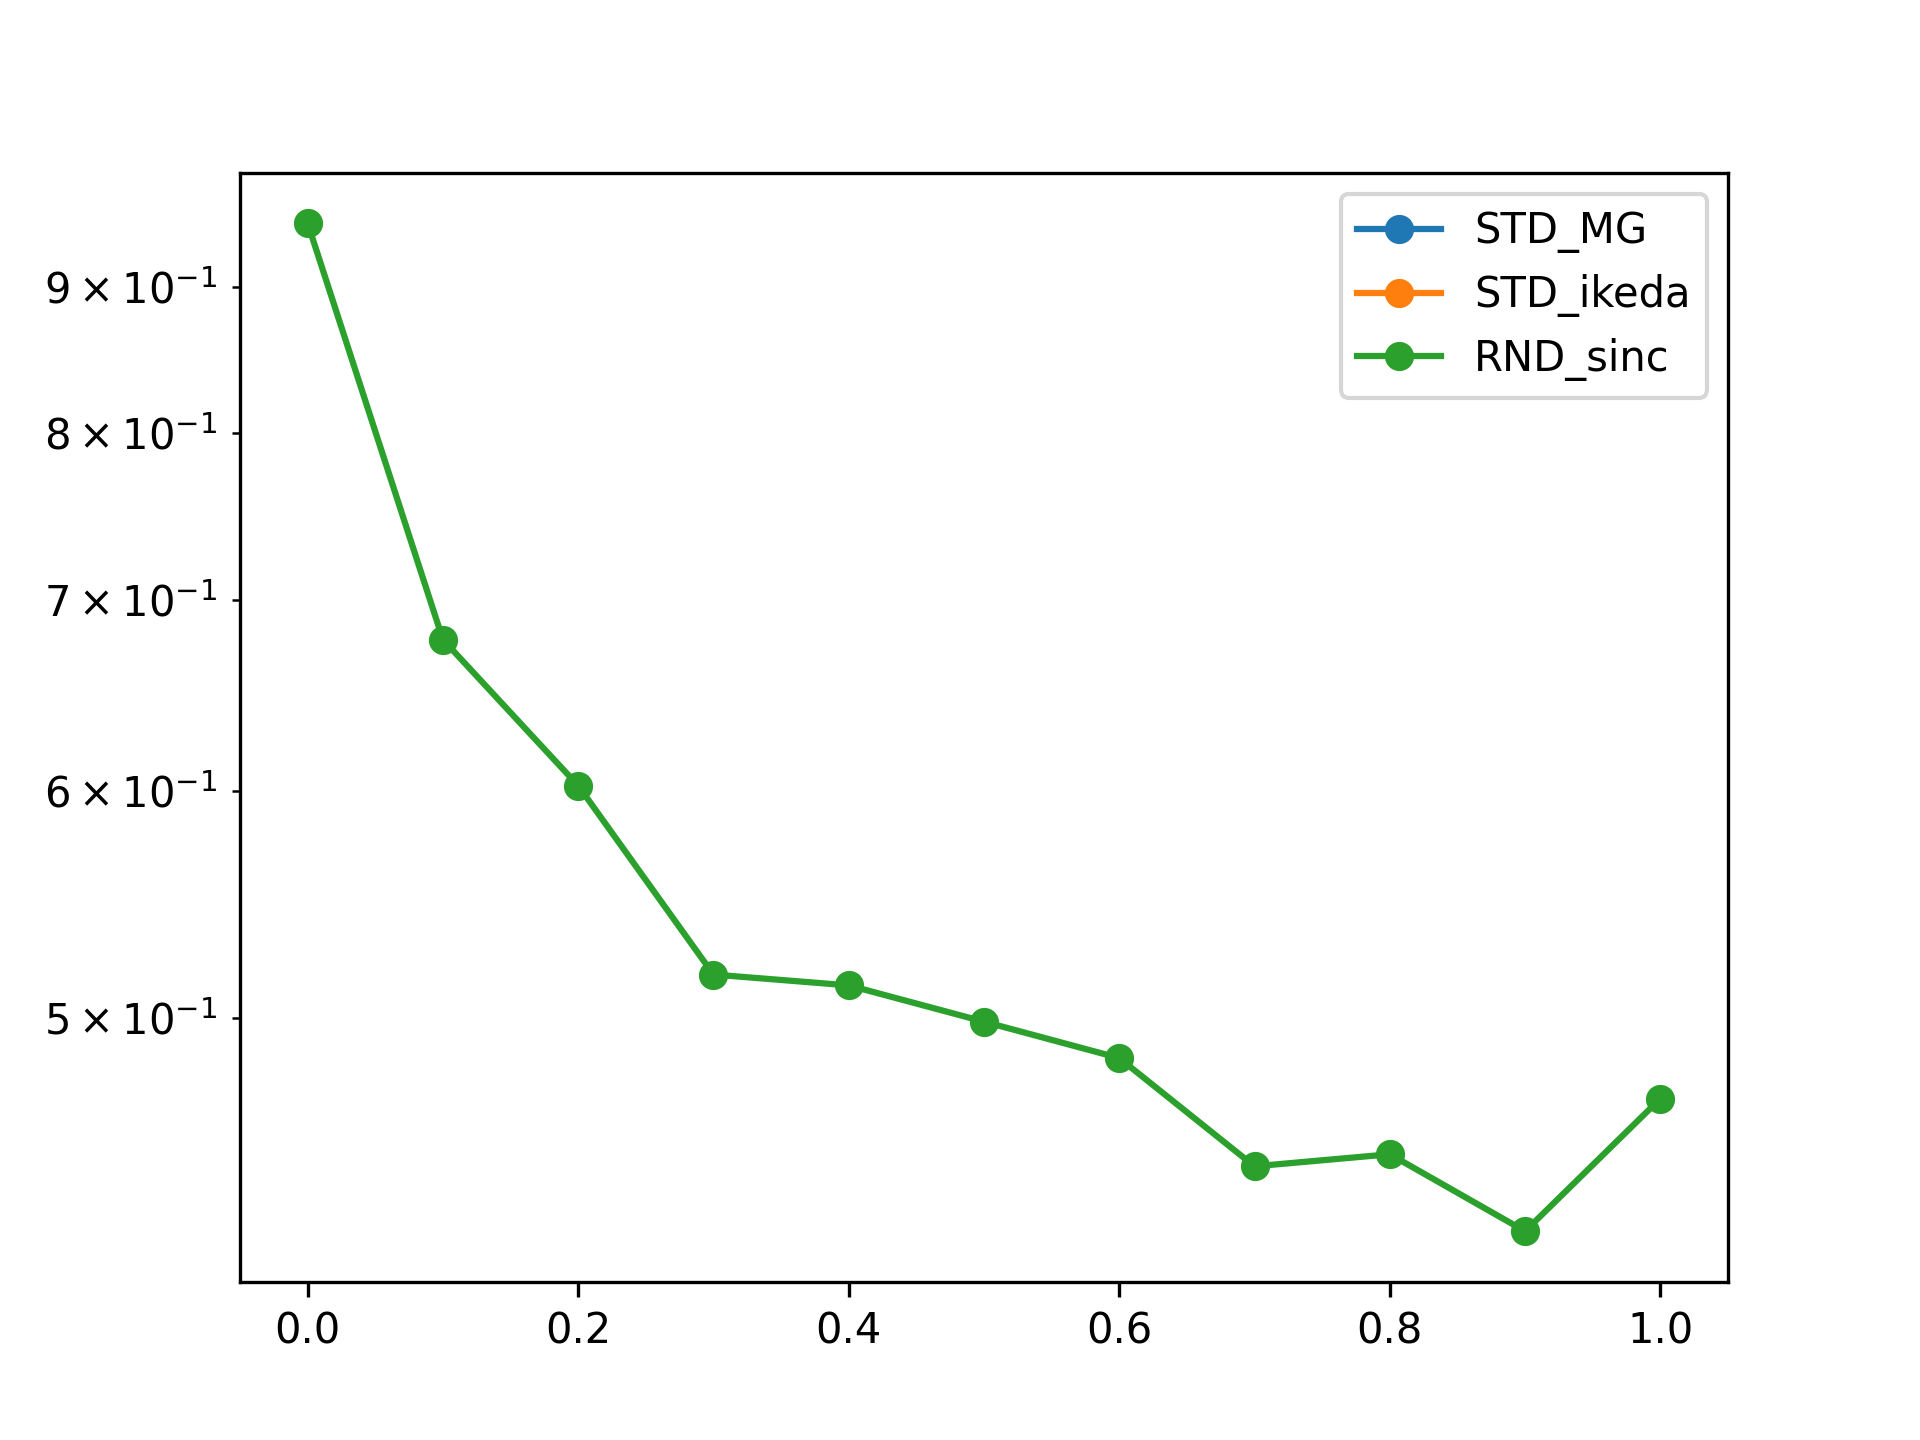 STD_MG
STD_ikeda
RND_sinc
9 × 10⁻¹
8 × 10⁻¹
7 × 10⁻¹
6 × 10⁻¹
5 × 10⁻¹
0.0 0.2 0.4 0.6 0.8 1.0